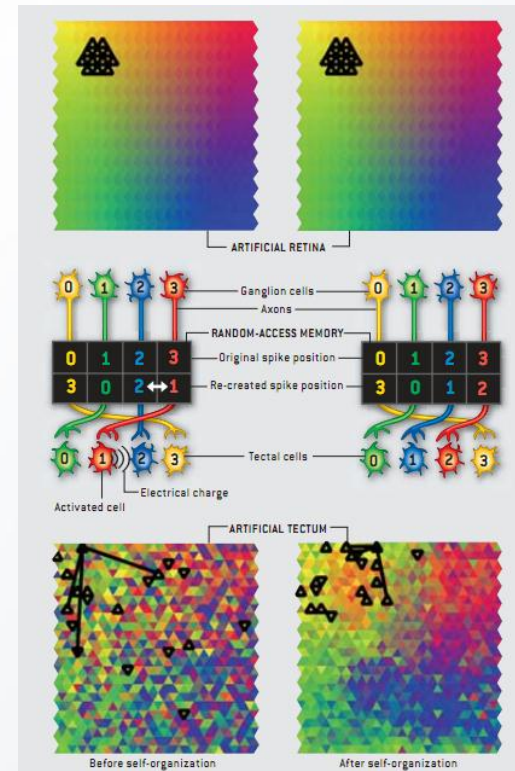 ARTIFICIAL RETINA
0 1 2 3 Ganglion cells 0 1 2 3
Axons
RANDOM-ACCESS MEMORY
0 1 2 3 Original spike position 0 1 2 3
3 0 2↔1 Re-created spike position 3 0 1 2
0 1 2 3 Tectal cells 0 1 2 3
Electrical charge
Activated cell
ARTIFICIAL TECTUM
Before self-organization After self-organization